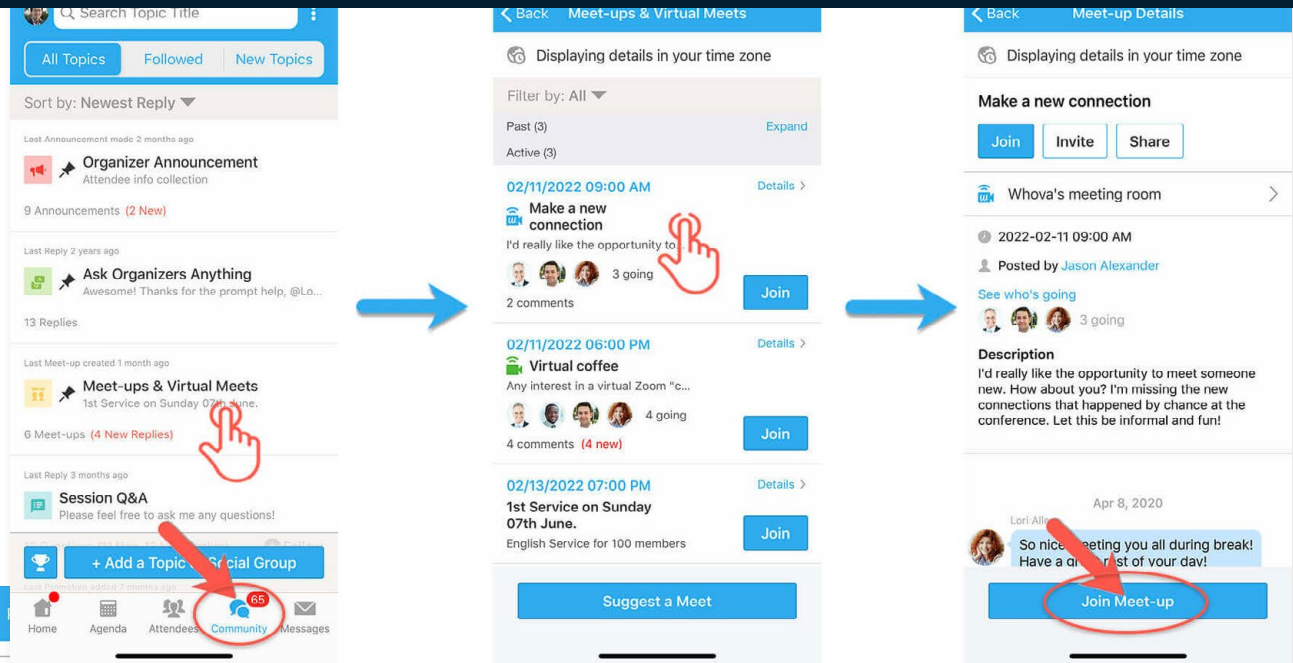 Search Topic Title
All Topics
Followed
New Topics
Sort by: Newest Reply
Last Announcement made 2 months ago
Organizer Announcement
Attendee info collection
9 Announcements (2 New)
Last Reply 2 years ago
Ask Organizers Anything
Awesome! Thanks for the prompt help, @Lo...
13 Replies
Last Meet-up created 1 month ago
Meet-ups & Virtual Meets
1st Service on Sunday 07th June.
6 Meet-ups (4 New Replies)
Last Reply 3 months ago
Session Q&A
Please feel free to ask me any questions!
+ Add a Topic Social Group
65
Home
Agenda
Attendees
Community
Messages
Back
Meet-ups & Virtual Meets
Displaying details in your time zone
Filter by: All
Past (3)
Expand
Active (3)
02/11/2022 09:00 AM
Details >
Make a new
connection
I'd really like the opportunity to...
3 going
2 comments
Join
02/11/2022 06:00 PM
Details >
Virtual coffee
Any interest in a virtual Zoom "c...
4 going
4 comments (4 new)
Join
02/13/2022 07:00 PM
Details >
1st Service on Sunday
07th June.
English Service for 100 members
Join
Suggest a Meet
Back
Meet-up Details
Displaying details in your time zone
Make a new connection
Join
Invite
Share
Whova's meeting room
2022-02-11 09:00 AM
Posted by Jason Alexander
See who's going
3 going
Description
I'd really like the opportunity to meet someone
new. How about you? I'm missing the new
connections that happened by chance at the
conference. Let this be informal and fun!
Apr 8, 2020
Lori
So nice meeting you all during break!
Have a rest of your day!
Join Meet-up